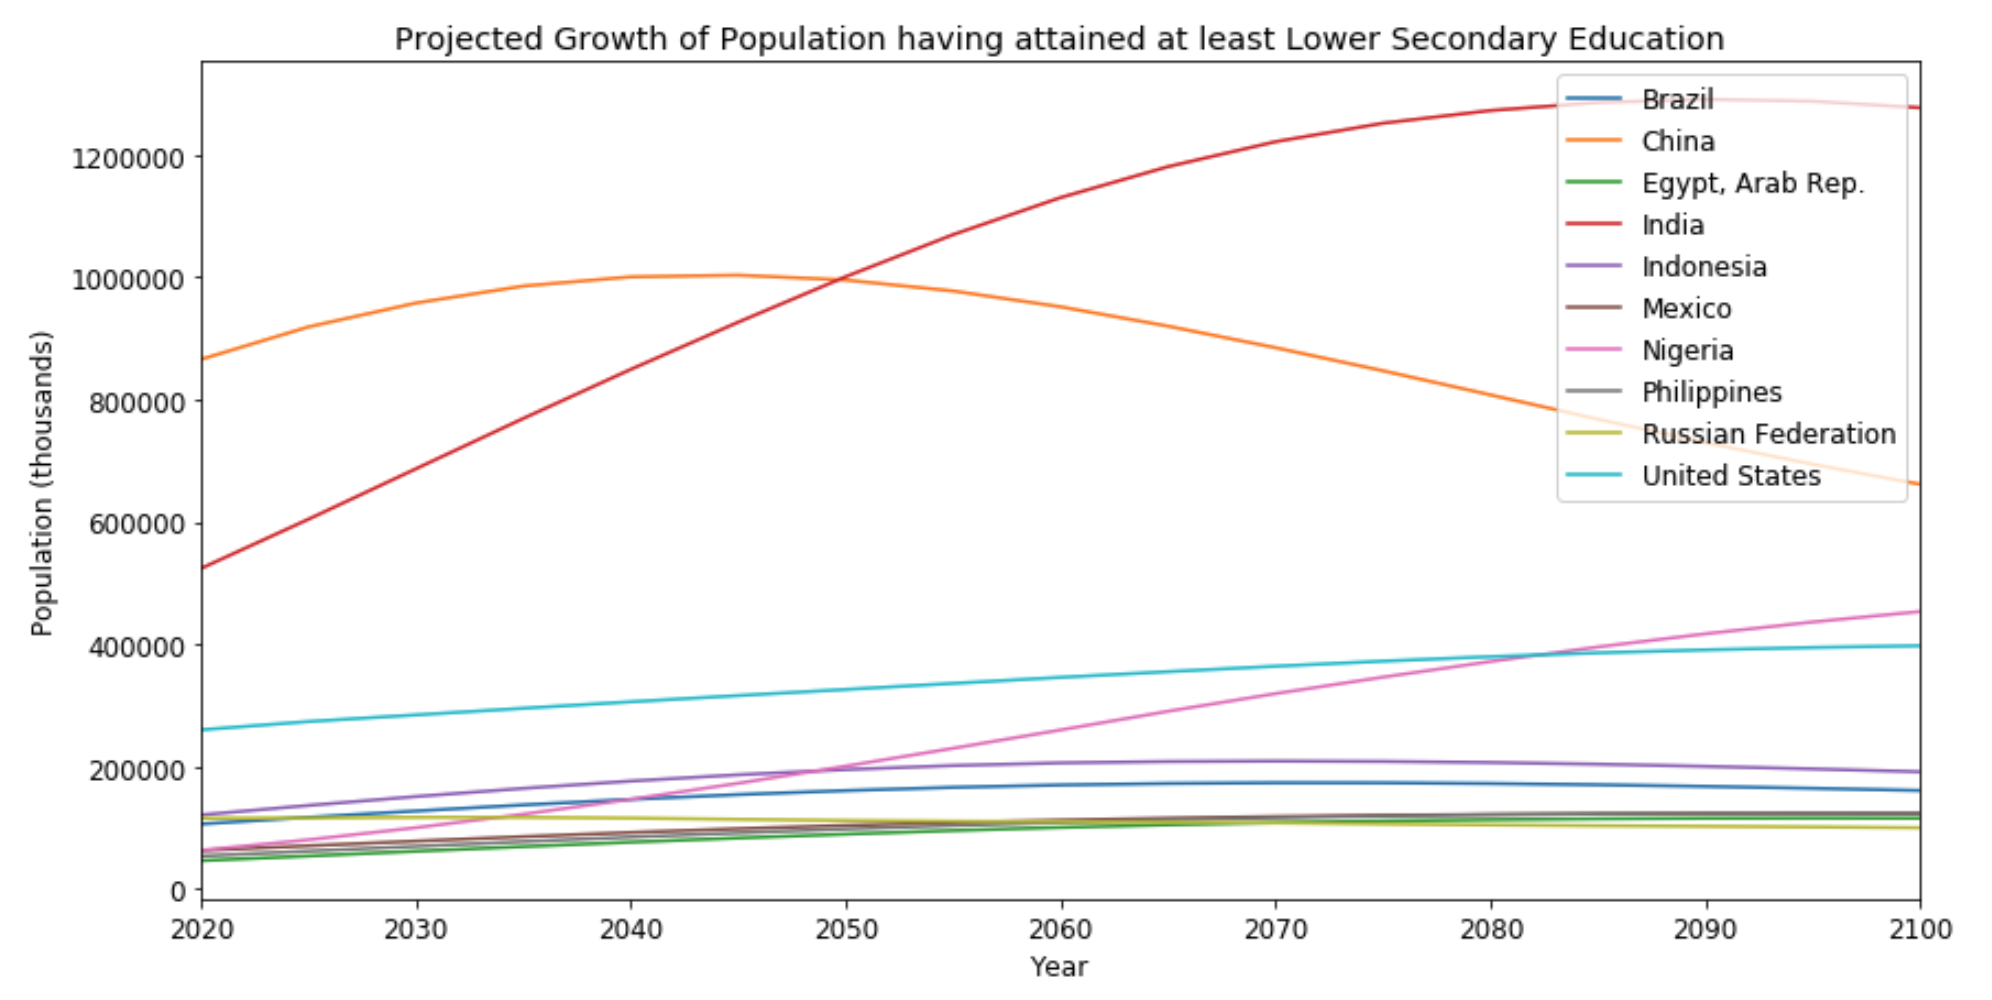 Projected Growth of Population having attained at least Lower Secondary Education
Population (thousands)
1200000
1000000
800000
600000
400000
200000
0
Brazil
China
Egypt, Arab Rep.
India
Indonesia
Mexico
Nigeria
Philippines
Russian Federation
United States
2020 2030 2040 2050 2060 2070 2080 2090 2100
Year